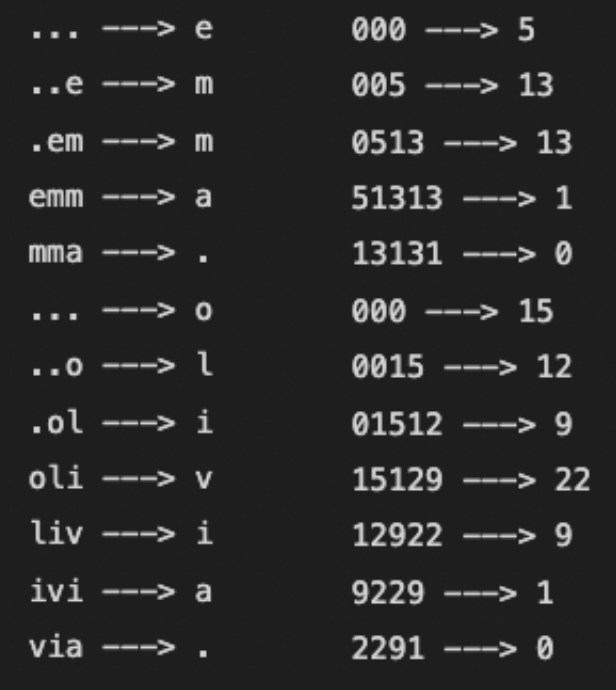 ... ---> e 000 ---> 5
..e ---> m 005 ---> 13
.em ---> m 0513 ---> 13
emm ---> a 51313 ---> 1
mma ---> . 13131 ---> 0
... ---> o 000 ---> 15
..o ---> l 0015 ---> 12
.ol ---> i 01512 ---> 9
oli ---> v 15129 ---> 22
liv ---> i 12922 ---> 9
ivi ---> a 9229 ---> 1
via ---> . 2291 ---> 0